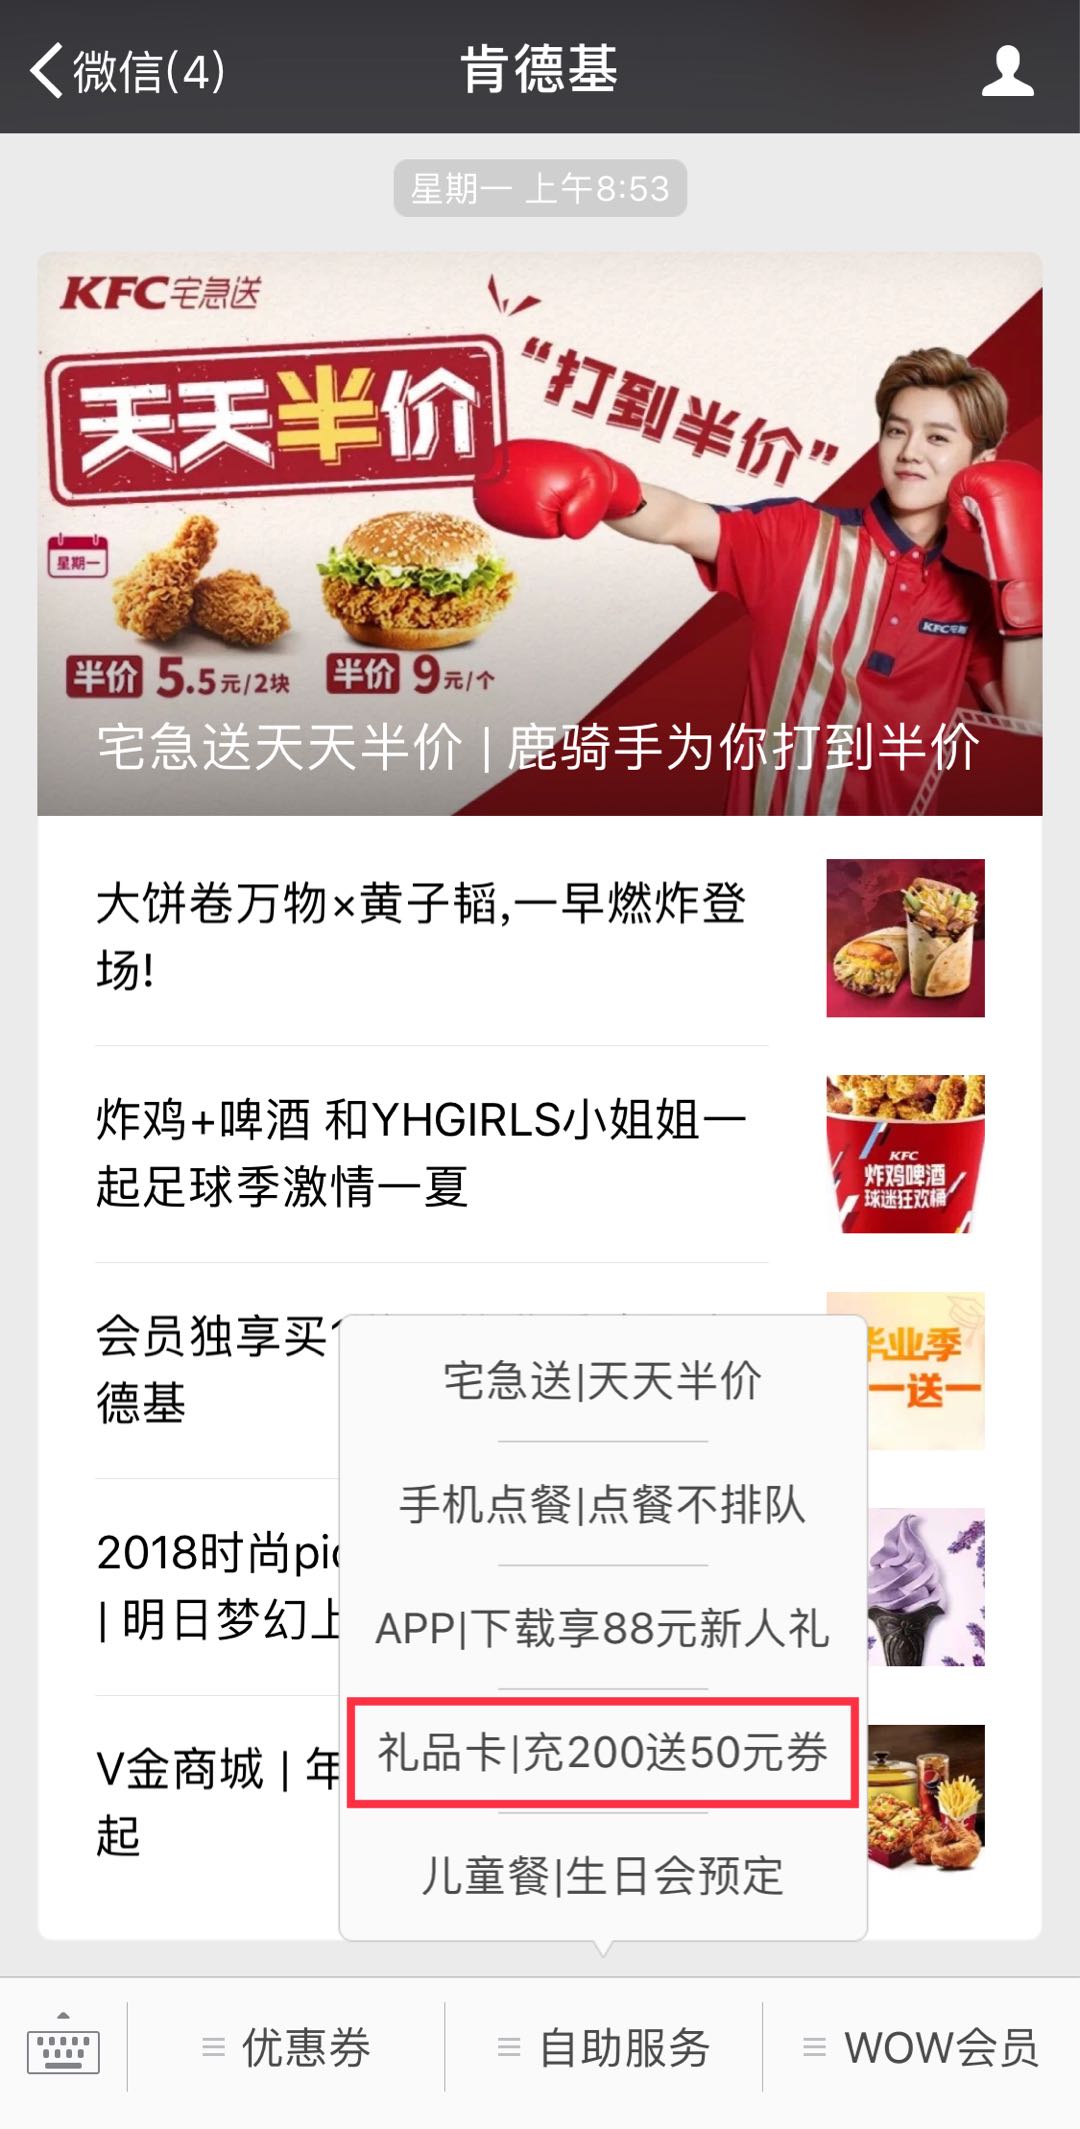 微信(4)
肯德基
星期一 上午8:53
KFC宅急送
天天半价
“打到半价”
星期一
半价 5.5元/2块
半价 9元/个
KFC宅
宅急送天天半价 | 鹿骑手为你打到半价
大饼卷万物×黄子韬,一早燃炸登
场!
炸鸡+啤酒 和YHGIRLS小姐姐一
起足球季激情一夏
KFC
炸鸡啤酒
球迷狂欢桶
会员独享买
德基
毕业季
一送一
2018时尚pic
| 明日梦幻上
V金商城 | 年
起
宅急送|天天半价
手机点餐|点餐不排队
APP|下载享88元新人礼
礼品卡|充200送50元券
儿童餐|生日会预定
优惠券
自助服务
WOW会员